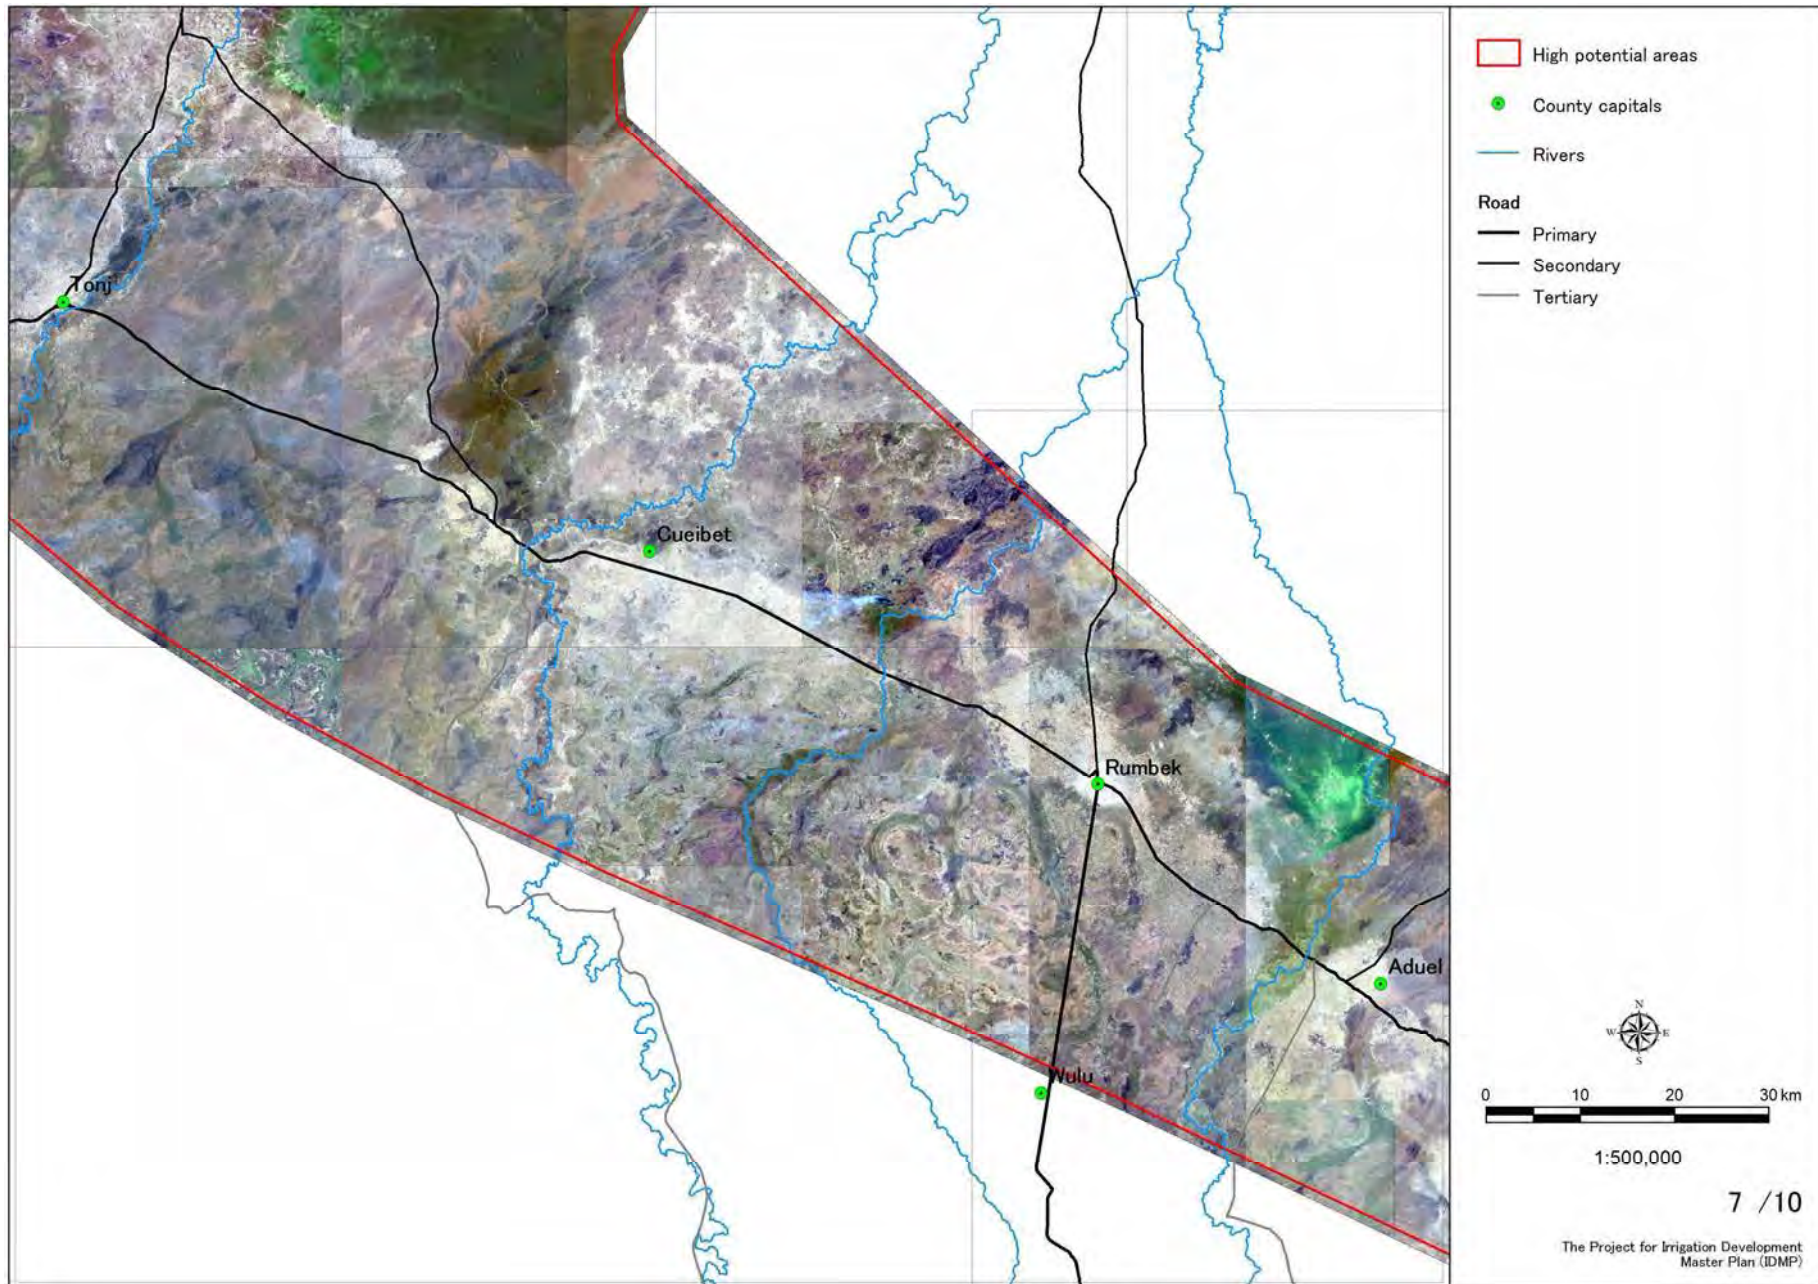 Tonj
Cueibet
Rumbek
Aduel
Wulu
High potential areas
County capitals
Rivers
Road
Primary
Secondary
Tertiary
N
W E
S
0 10 20 30 km
1:500,000
7 /10
The Project for Irrigation Development
Master Plan (IDMP)